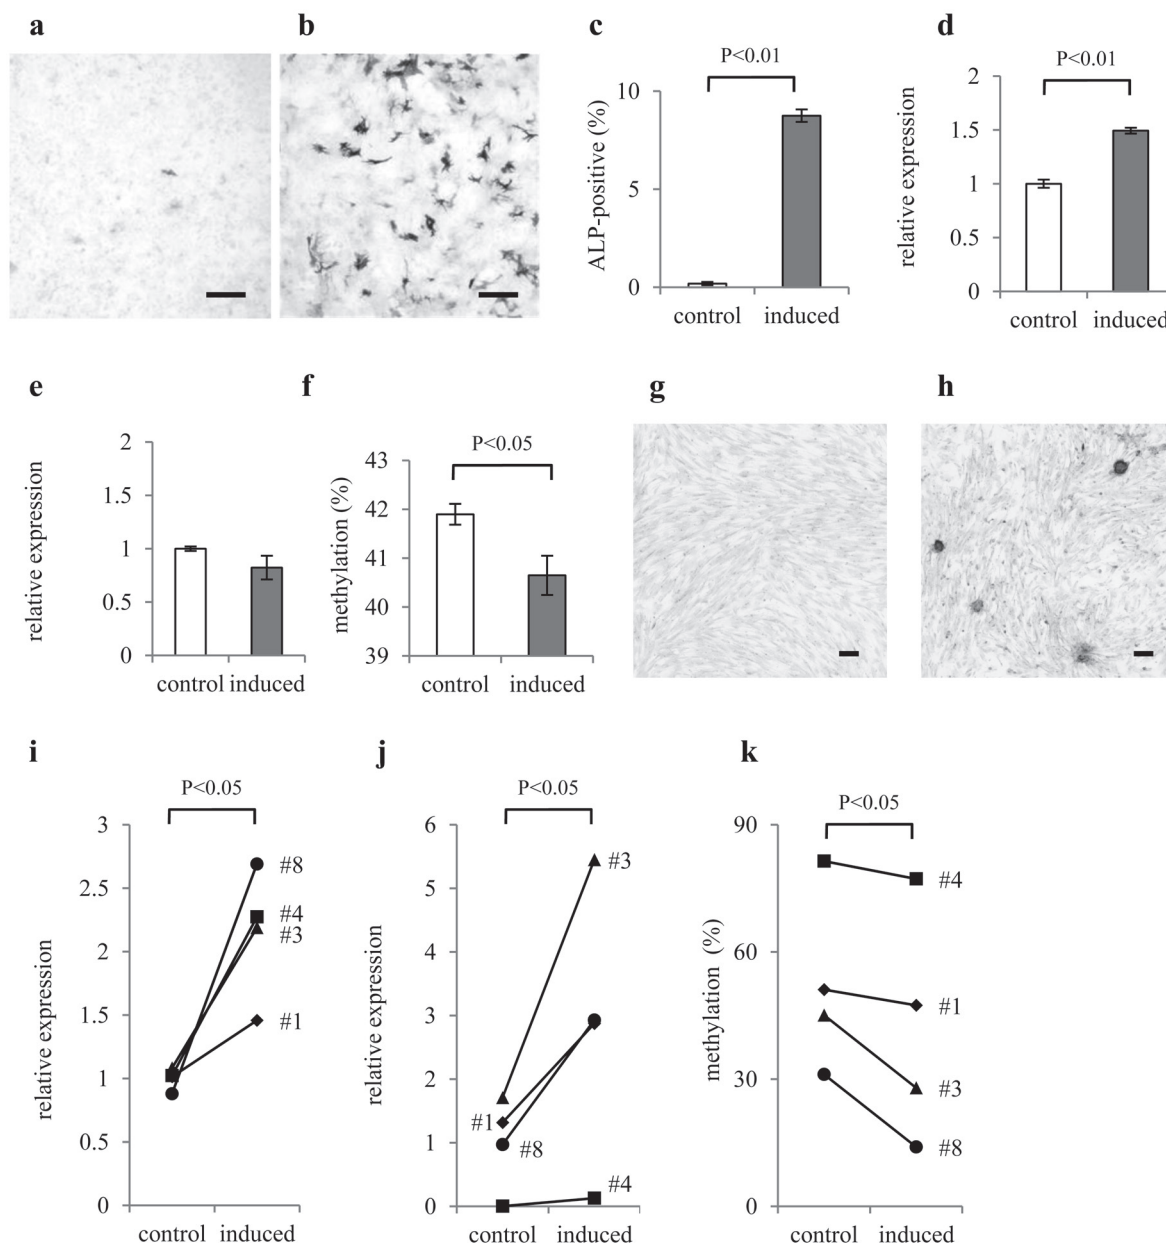 a
b
c
d
P<0.01
ALP-positive (%)
10
5
0
control induced
P<0.01
relative expression
2
1.5
1
0.5
0
control induced
e
f
g
h
relative expression
2
1.5
1
0.5
0
control induced
P<0.05
methylation (%)
43
42
41
40
39
control induced
i
j
k
P<0.05
relative expression
3
2.5
2
1.5
1
0.5
0
#8
#4
#3
#1
control induced
P<0.05
relative expression
6
5
4
3
2
1
0
#3
#1
#8
#4
control induced
P<0.05
methylation (%)
90
60
30
0
#4
#1
#3
#8
control induced